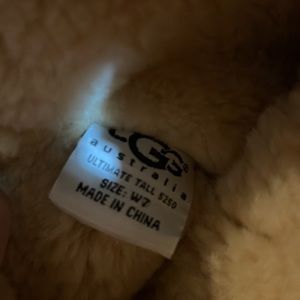 UGG®
australia
ULTIMATE TALL 5250
SIZE: W7
MADE IN CHINA